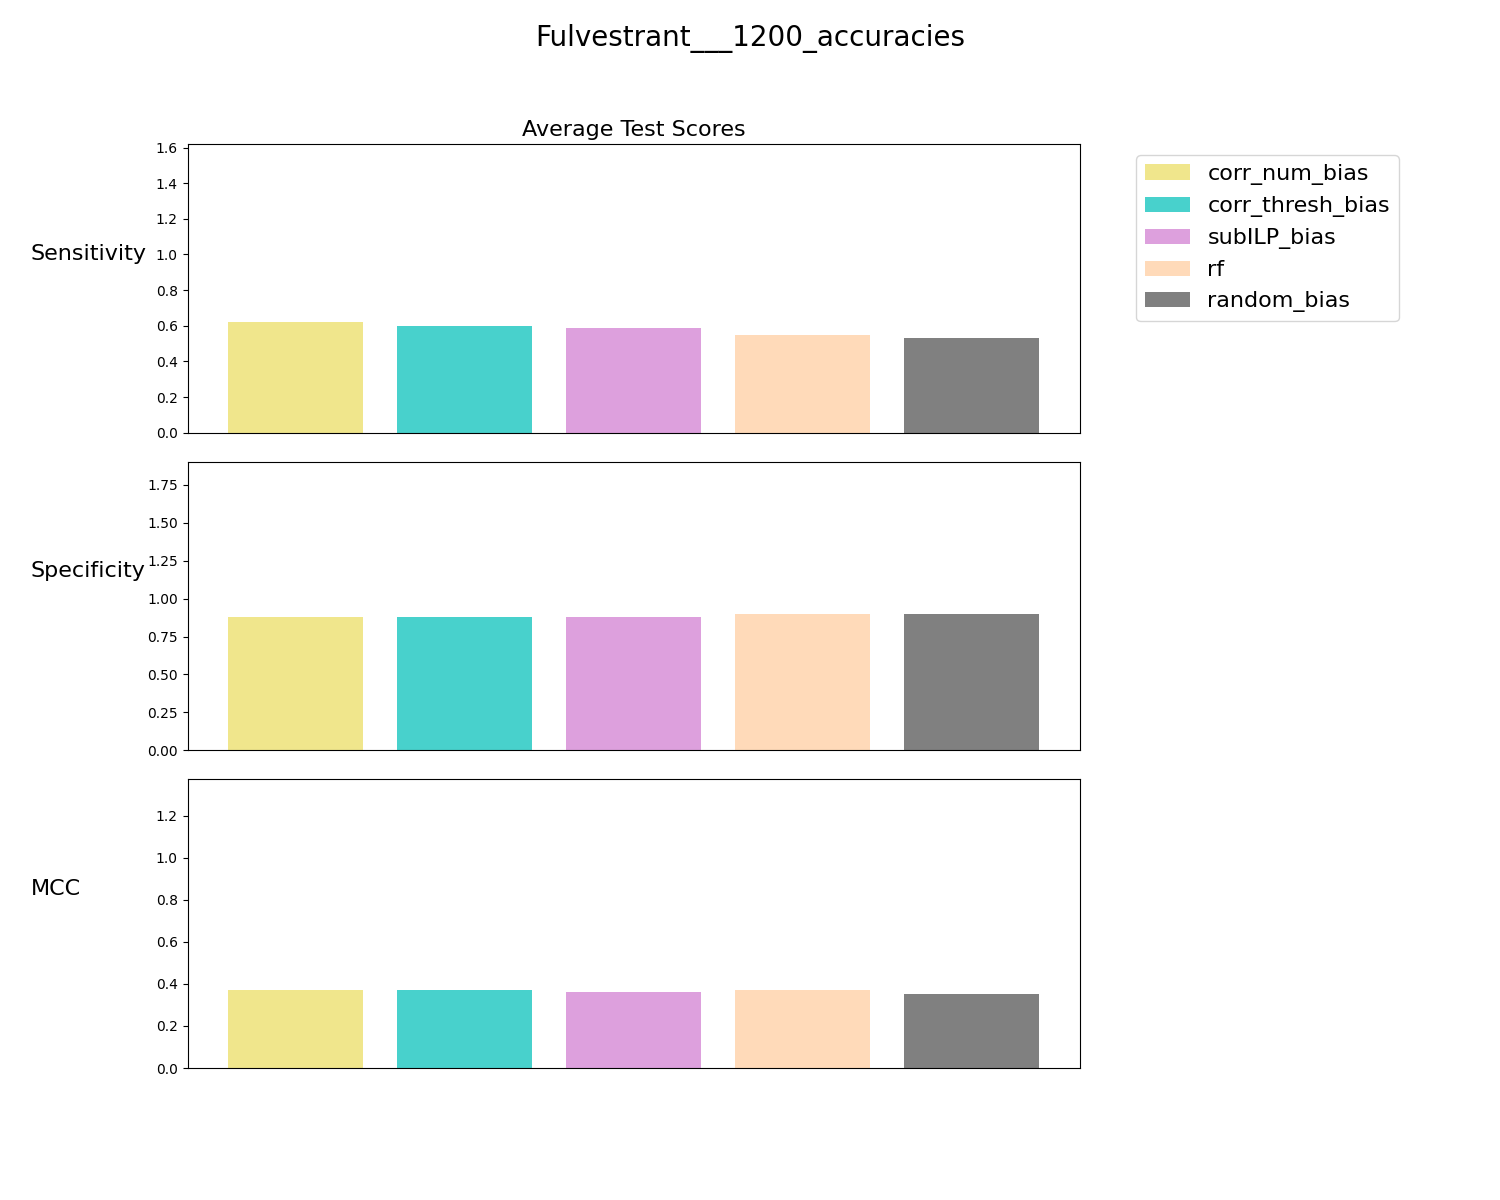 Fulvestrant___1200_accuracies
Average Test Scores
Sensitivity
1.6
1.4
1.2
1.0
0.8
0.6
0.4
0.2
0.0
corr_num_bias
corr_thresh_bias
subILP_bias
rf
random_bias
Specificity
1.75
1.50
1.25
1.00
0.75
0.50
0.25
0.00
MCC
1.2
1.0
0.8
0.6
0.4
0.2
0.0